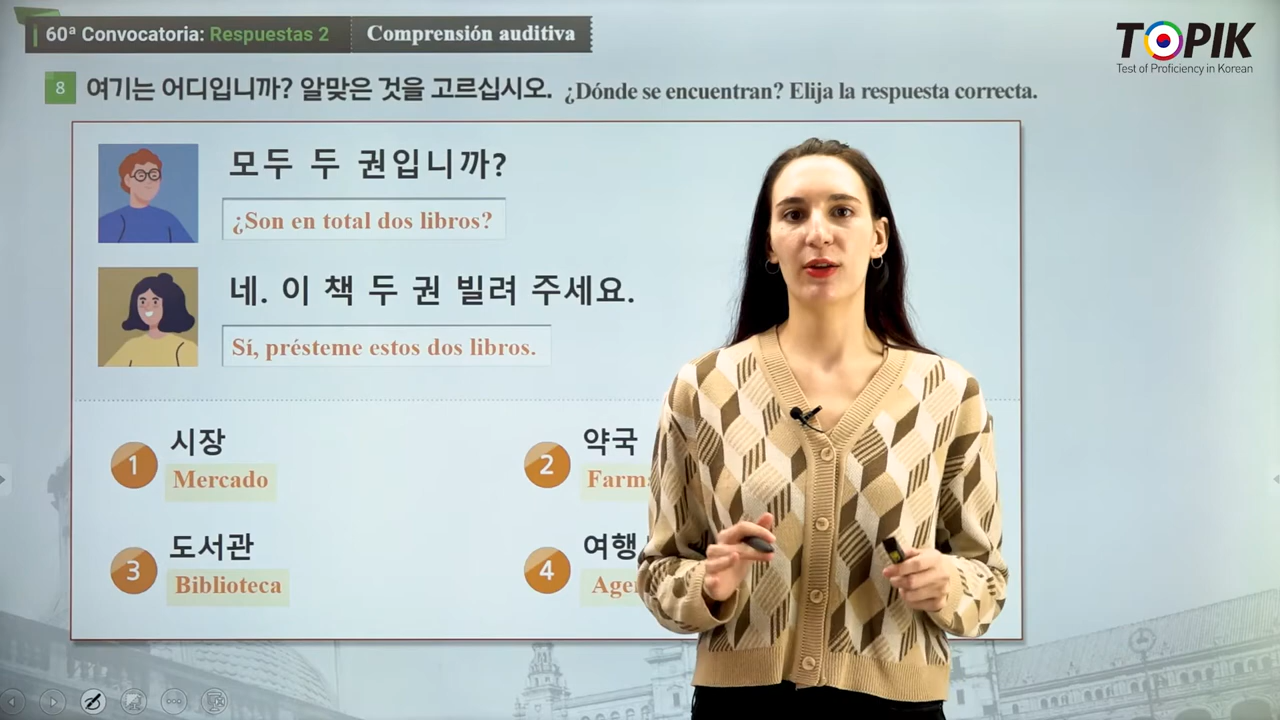 60ª Convocatoria: Respuestas 2
Comprensión auditiva
TOPIK
Test of Proficiency in Korean
8
여기는 어디입니까? 알맞은 것을 고르십시오. ¿Dónde se encuentran? Elija la respuesta correcta.
모두 두 권입니까?
¿Son en total dos libros?
네. 이 책 두 권 빌려 주세요.
Sí, présteme estos dos libros.
1
시장
Mercado
2
약국
3
도서관
Biblioteca
4
여행